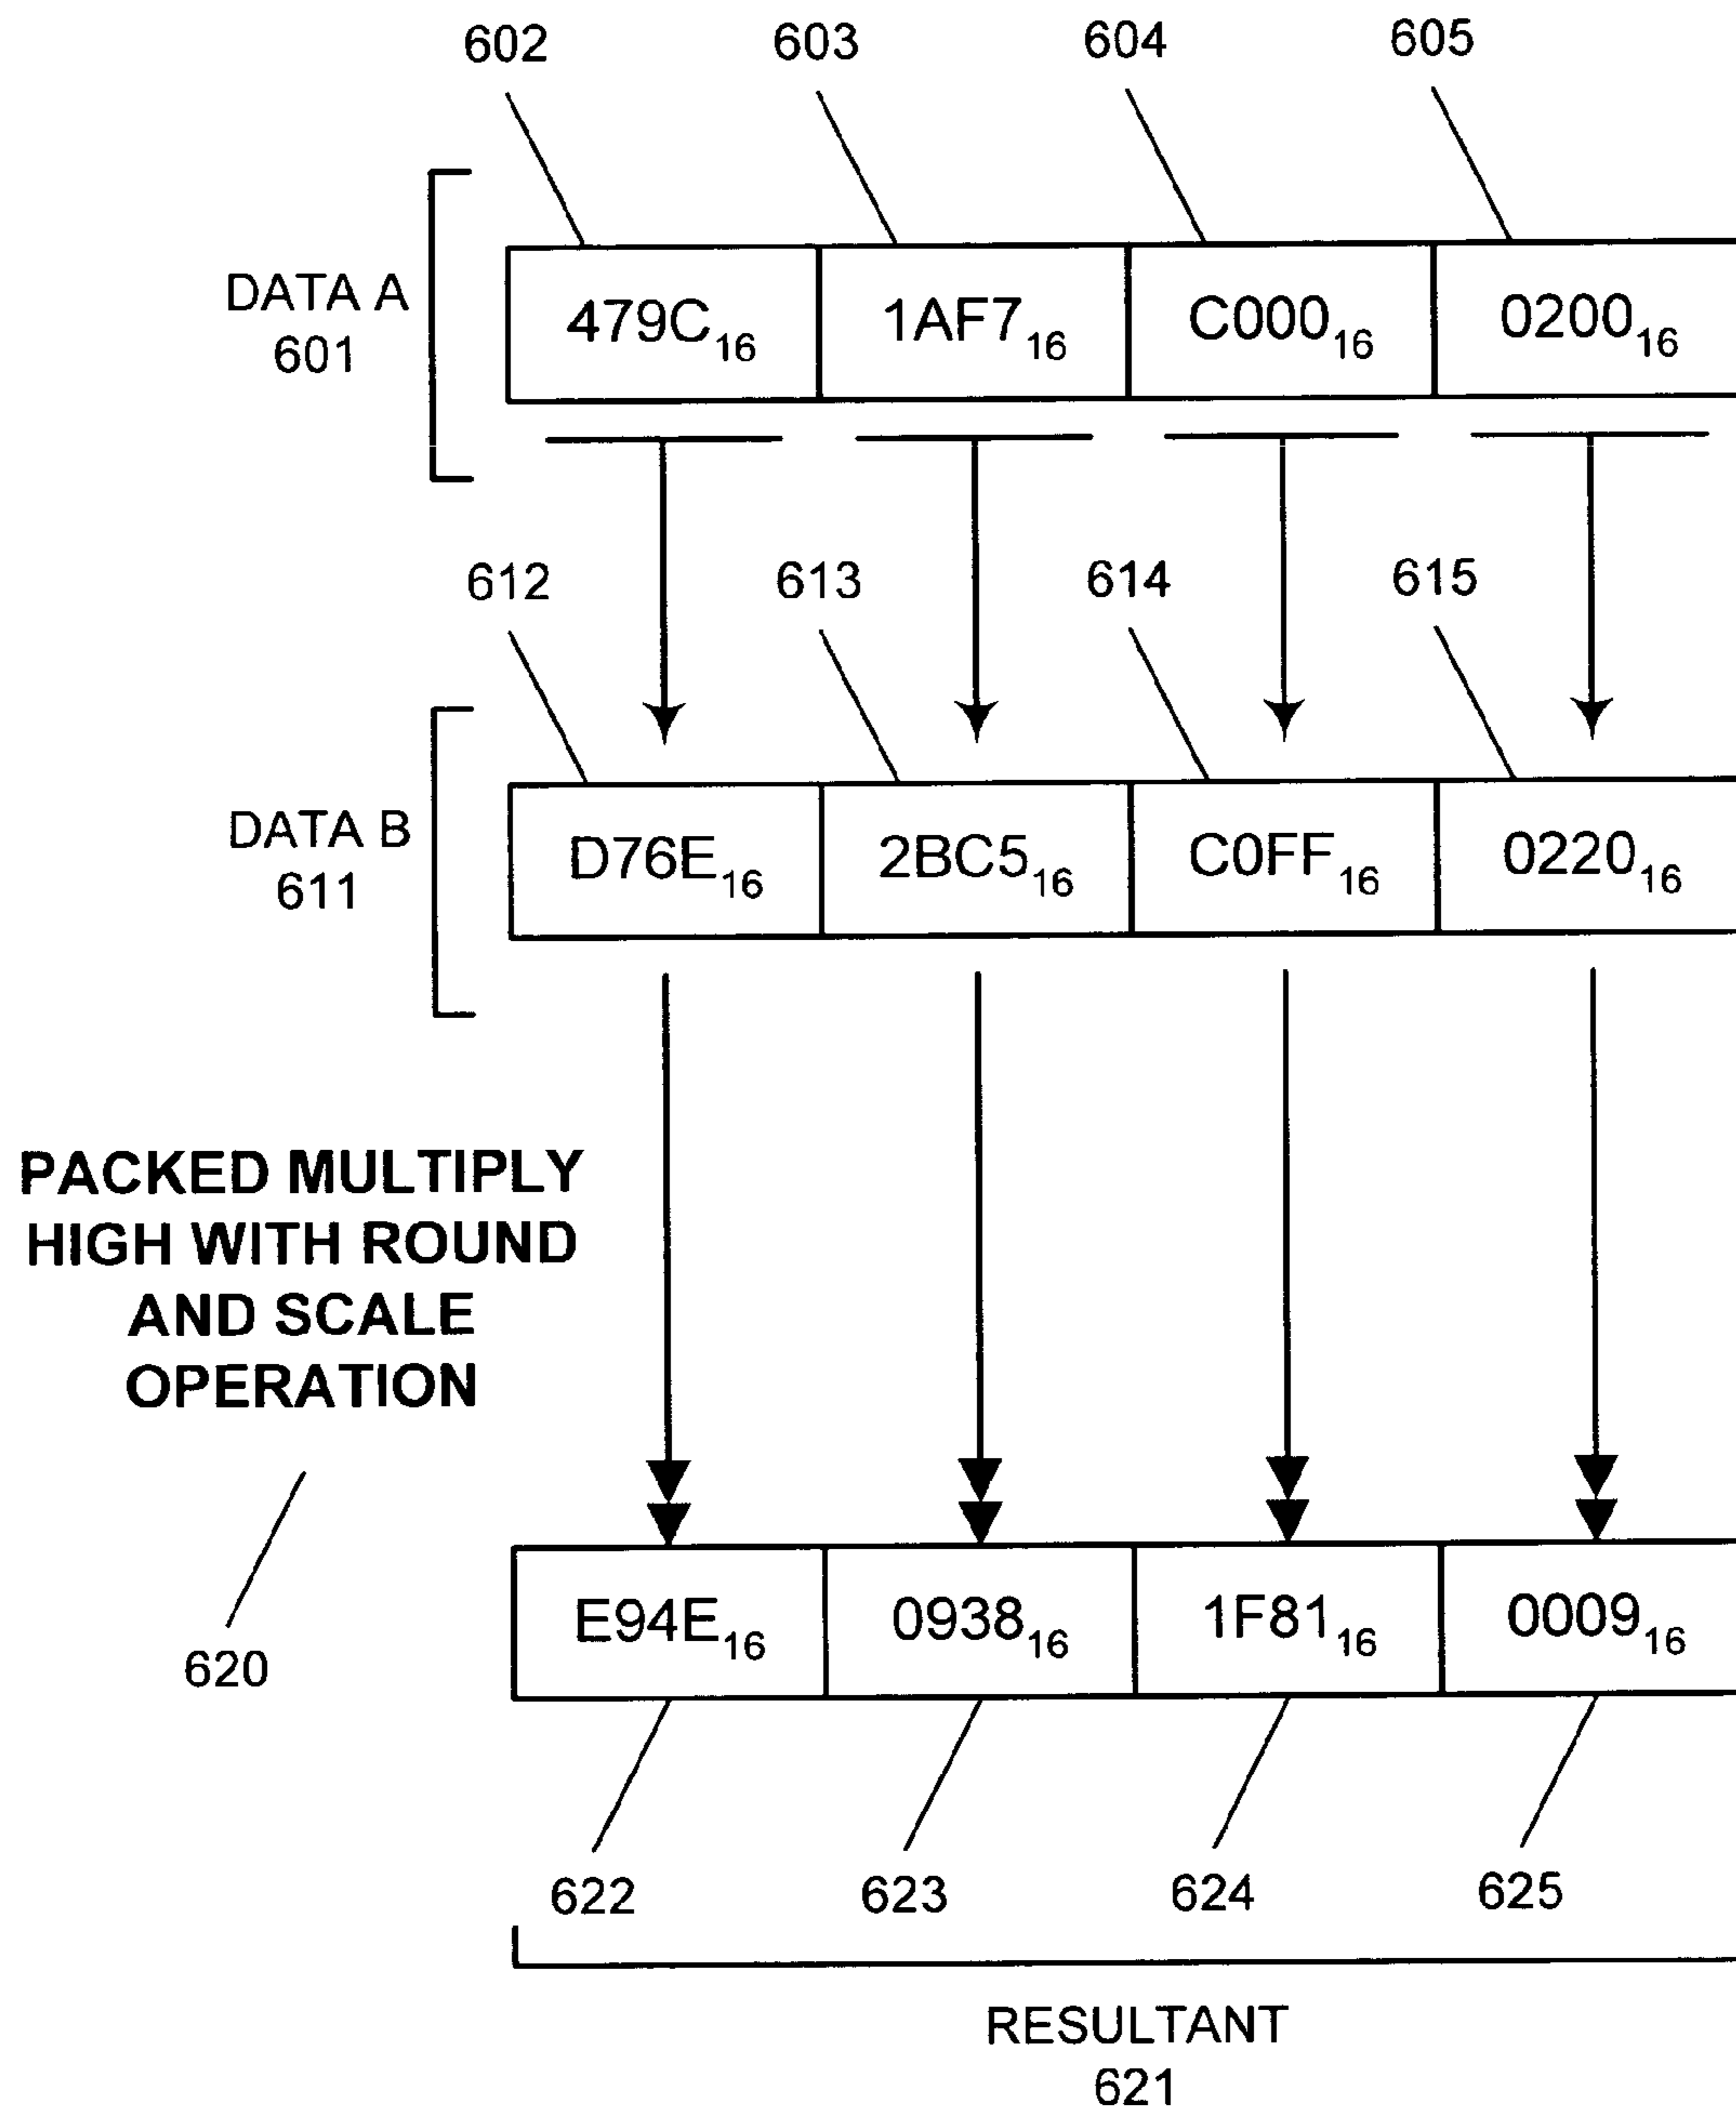 602 603 604 605
DATA A
601
479C16 1AF716 C00016 020016
612 613 614 615
DATA B
611
D76E16 2BC516 C0FF16 022016
PACKED MULTIPLY
HIGH WITH ROUND
AND SCALE
OPERATION
620
E94E16 093816 1F8116 000916
622 623 624 625
RESULTANT
621